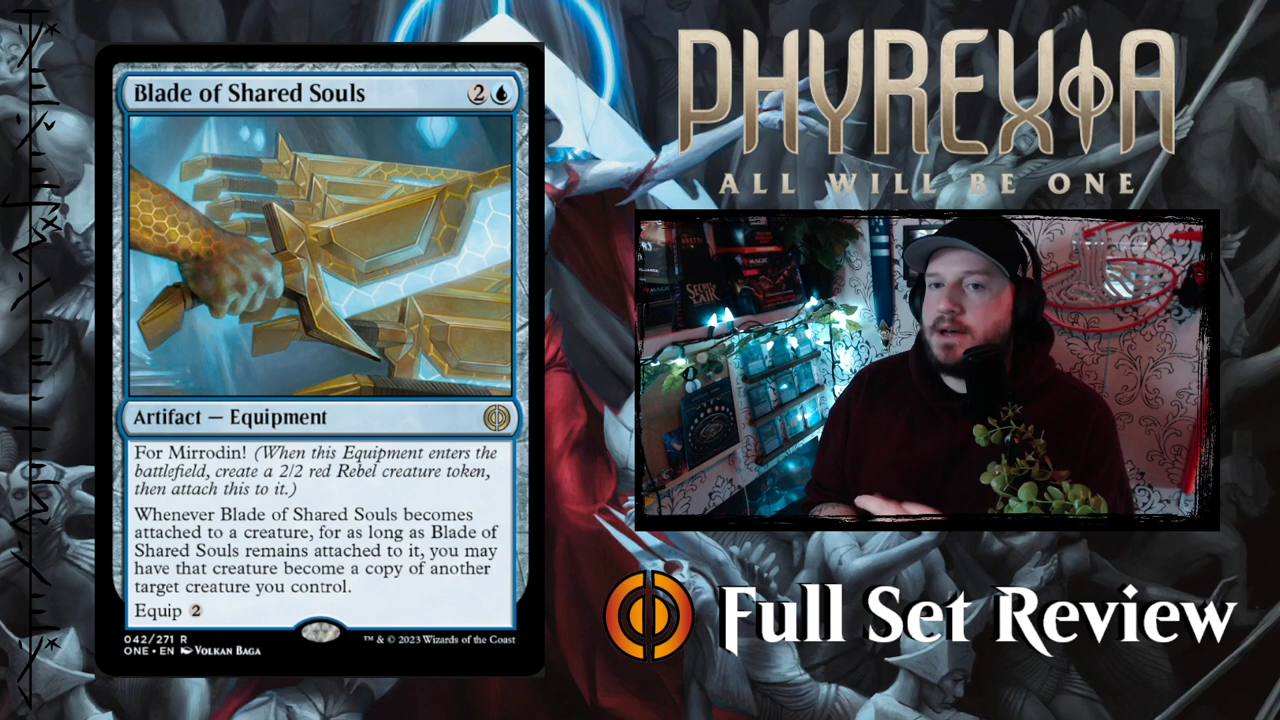 Blade of Shared Souls 2
Artifact — Equipment
For Mirrodin! (When this Equipment enters the
battlefield, create a 2/2 red Rebel creature token,
then attach this to it.)
Whenever Blade of Shared Souls becomes
attached to a creature, for as long as Blade of
Shared Souls remains attached to it, you may
have that creature become a copy of another
target creature you control.
Equip 2
042/271 R
ONE • EN VOLKAN BAGA
™ & © 2023 Wizards of the Coast
PHYREXIA
ALL WILL BE ONE
SECRET
LAIR
MAGIC
Full Set Review